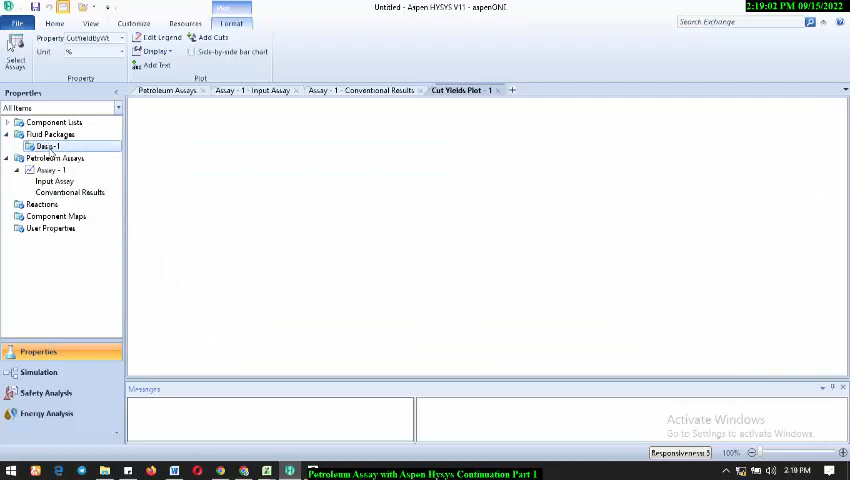 Plot
Untitled - Aspen HYSYS V11 - aspenONE
2:19:02 PM 09/15/2022
File
Home
View
Customize
Resources
Format
Search Exchange
Select Assays
Property CutYieldByWt
Unit %
Property
Edit Legend
Add Cuts
Display
Side-by-side bar chart
Add Text
Plot
Properties
All Items
Component Lists
Fluid Packages
Basis-1
Petroleum Assays
Assay - 1
Input Assay
Conventional Results
Reactions
Component Maps
User Properties
Petroleum Assays
Assay - 1 - Input Assay
Assay - 1 - Conventional Results
Cut Yields Plot - 1
Properties
Simulation
Safety Analysis
Energy Analysis
Messages
Activate Windows
Go to Settings to activate Windows.
Responsiveness: 5
100%
Petroleum Assay with Aspen Hysys Continuation Part 1
2:19 PM